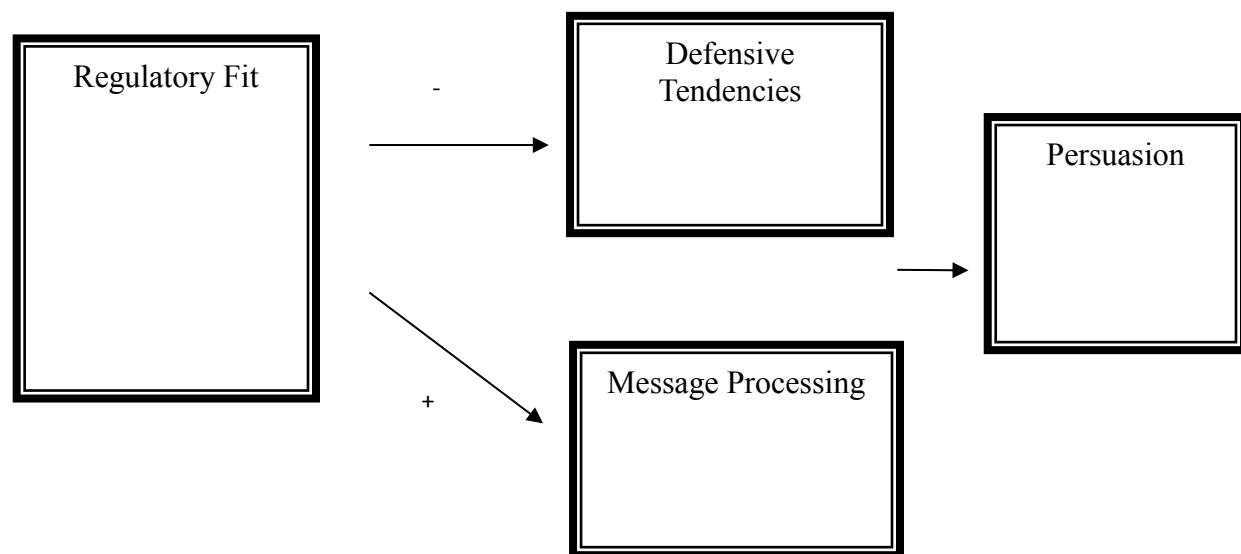 Regulatory Fit
-
Defensive
Tendencies
Persuasion
+
Message Processing